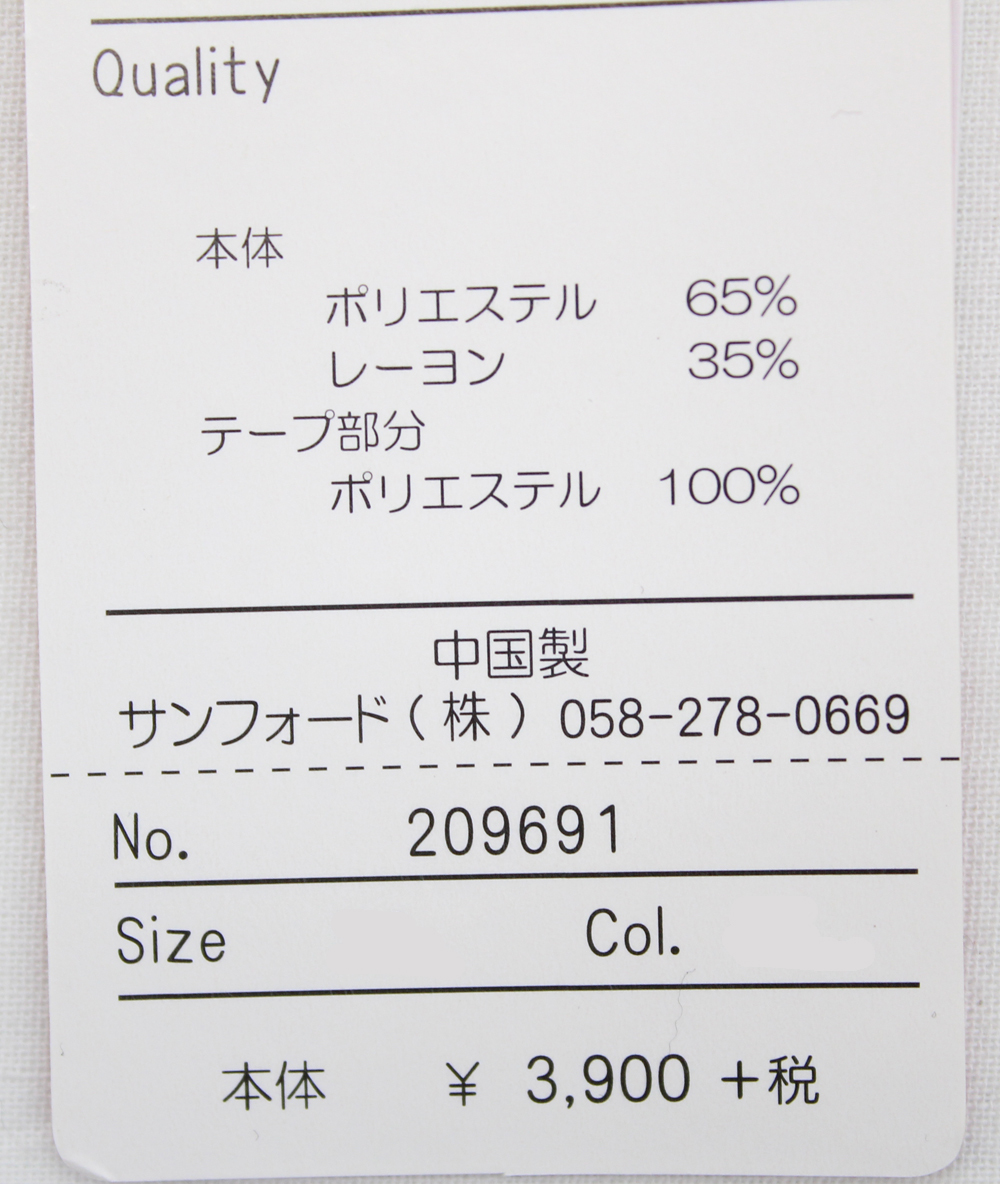 Quality
本体
ポリエステル 65%
レーヨン 35%
テープ部分
ポリエステル 100%
中国製
サンフォード(株) 058-278-0669
No. 209691
Size Col.
本体 ¥ 3,900 +税